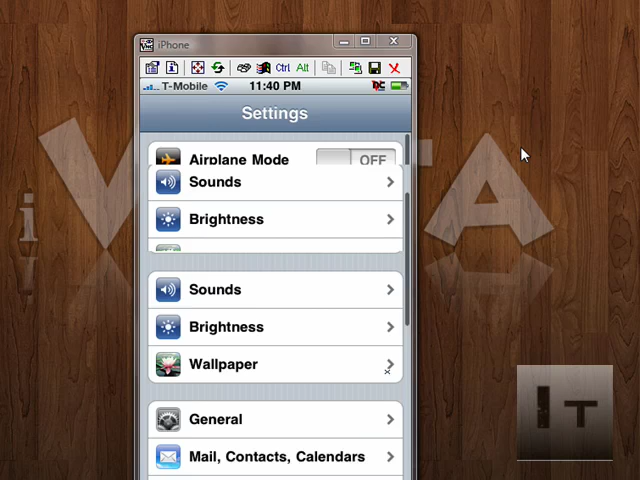 iPhone
Ctrl Alt
T-Mobile 11:40 PM
Settings
Airplane Mode OFF
Sounds
Brightness
Sounds
Brightness
Wallpaper
General
Mail, Contacts, Calendars
IT